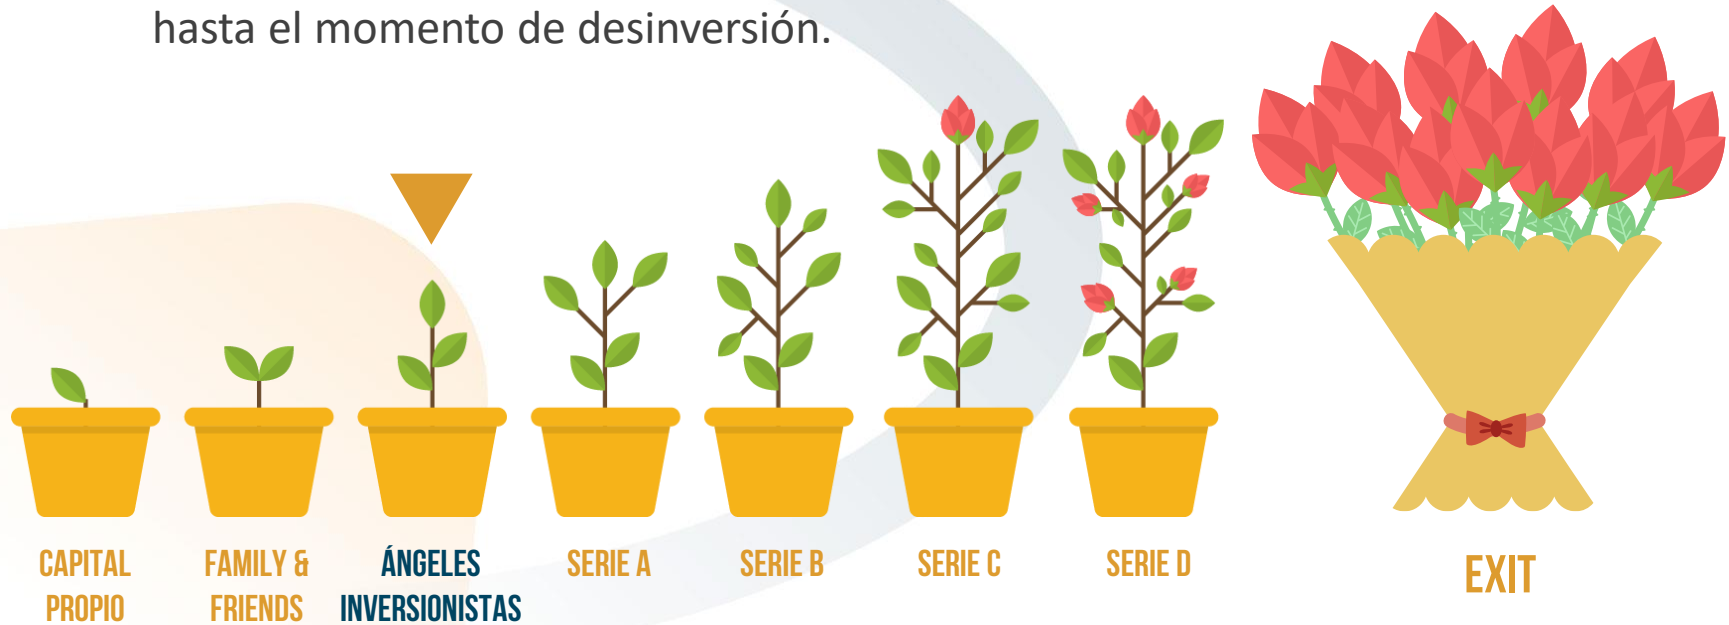 hasta el momento de desinversión.
CAPITAL
PROPIO
FAMILY &
FRIENDS
ÁNGELES
INVERSIONISTAS
SERIE A
SERIE B
SERIE C
SERIE D
EXIT